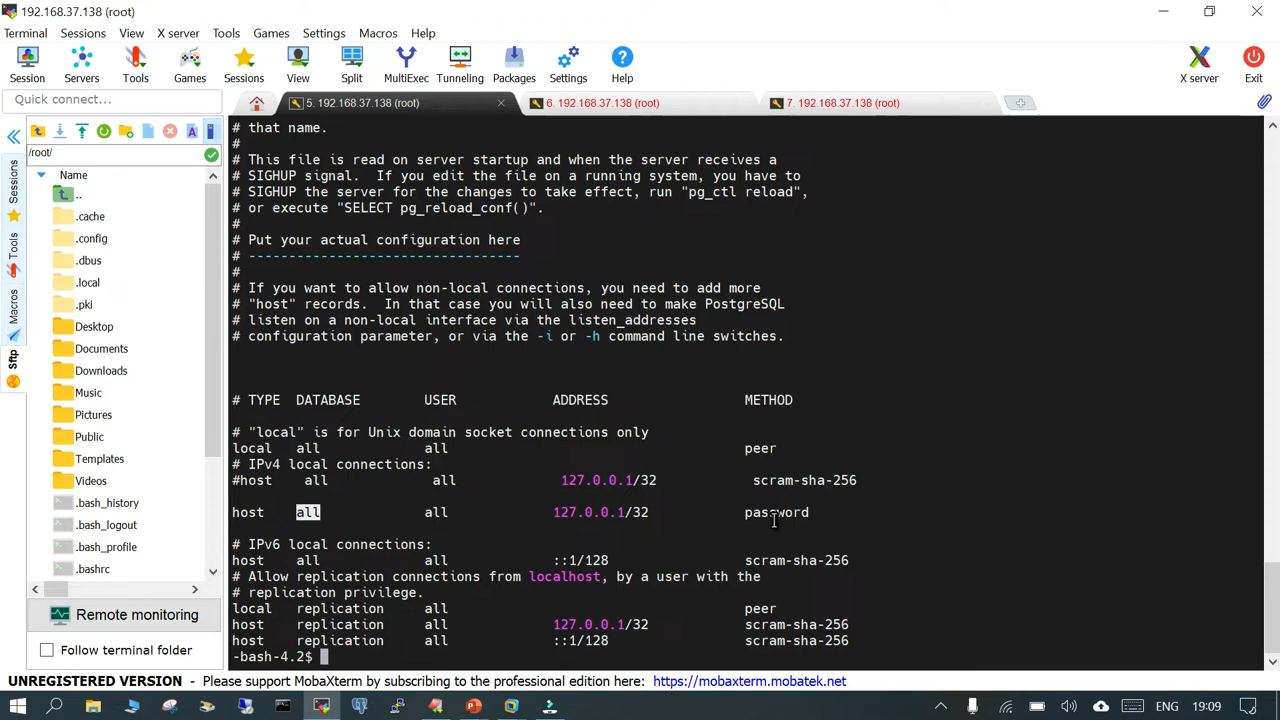 192.168.37.138 (root)
Terminal Sessions View X server Tools Games Settings Macros Help
Session Servers Tools Games Sessions View Split MultiExec Tunneling Packages Settings Help X server Exit
Quick connect...
5. 192.168.37.138 (root)
6. 192.168.37.138 (root)
7. 192.168.37.138 (root)
/root/
Name
..
.cache
.config
.dbus
.local
.pki
Desktop
Documents
Downloads
Music
Pictures
Public
Templates
Videos
.bash_history
.bash_logout
.bash_profile
.bashrc
Sessions
Tools
Macros
Sftp
Remote monitoring
Follow terminal folder
# that name.
#
# This file is read on server startup and when the server receives a
# SIGHUP signal.  If you edit the file on a running system, you have to
# SIGHUP the server for the changes to take effect, run "pg_ctl reload",
# or execute "SELECT pg_reload_conf()".
#
# Put your actual configuration here
# ----------------------------------
#
# If you want to allow non-local connections, you need to add more
# "host" records.  In that case you will also need to make PostgreSQL
# listen on a non-local interface via the listen_addresses
# configuration parameter, or via the -i or -h command line switches.
# TYPE  DATABASE        USER            ADDRESS                 METHOD
# "local" is for Unix domain socket connections only
local   all             all                                     peer
# IPv4 local connections:
#host    all             all             127.0.0.1/32            scram-sha-256
host    all             all             127.0.0.1/32            password
# IPv6 local connections:
host    all             all             ::1/128                 scram-sha-256
# Allow replication connections from localhost, by a user with the
# replication privilege.
local   replication     all                                     peer
host    replication     all             127.0.0.1/32            scram-sha-256
host    replication     all             ::1/128                 scram-sha-256
-bash-4.2$
UNREGISTERED VERSION - Please support MobaXterm by subscribing to the professional edition here: https://mobaxterm.mobatek.net
ENG 19:09